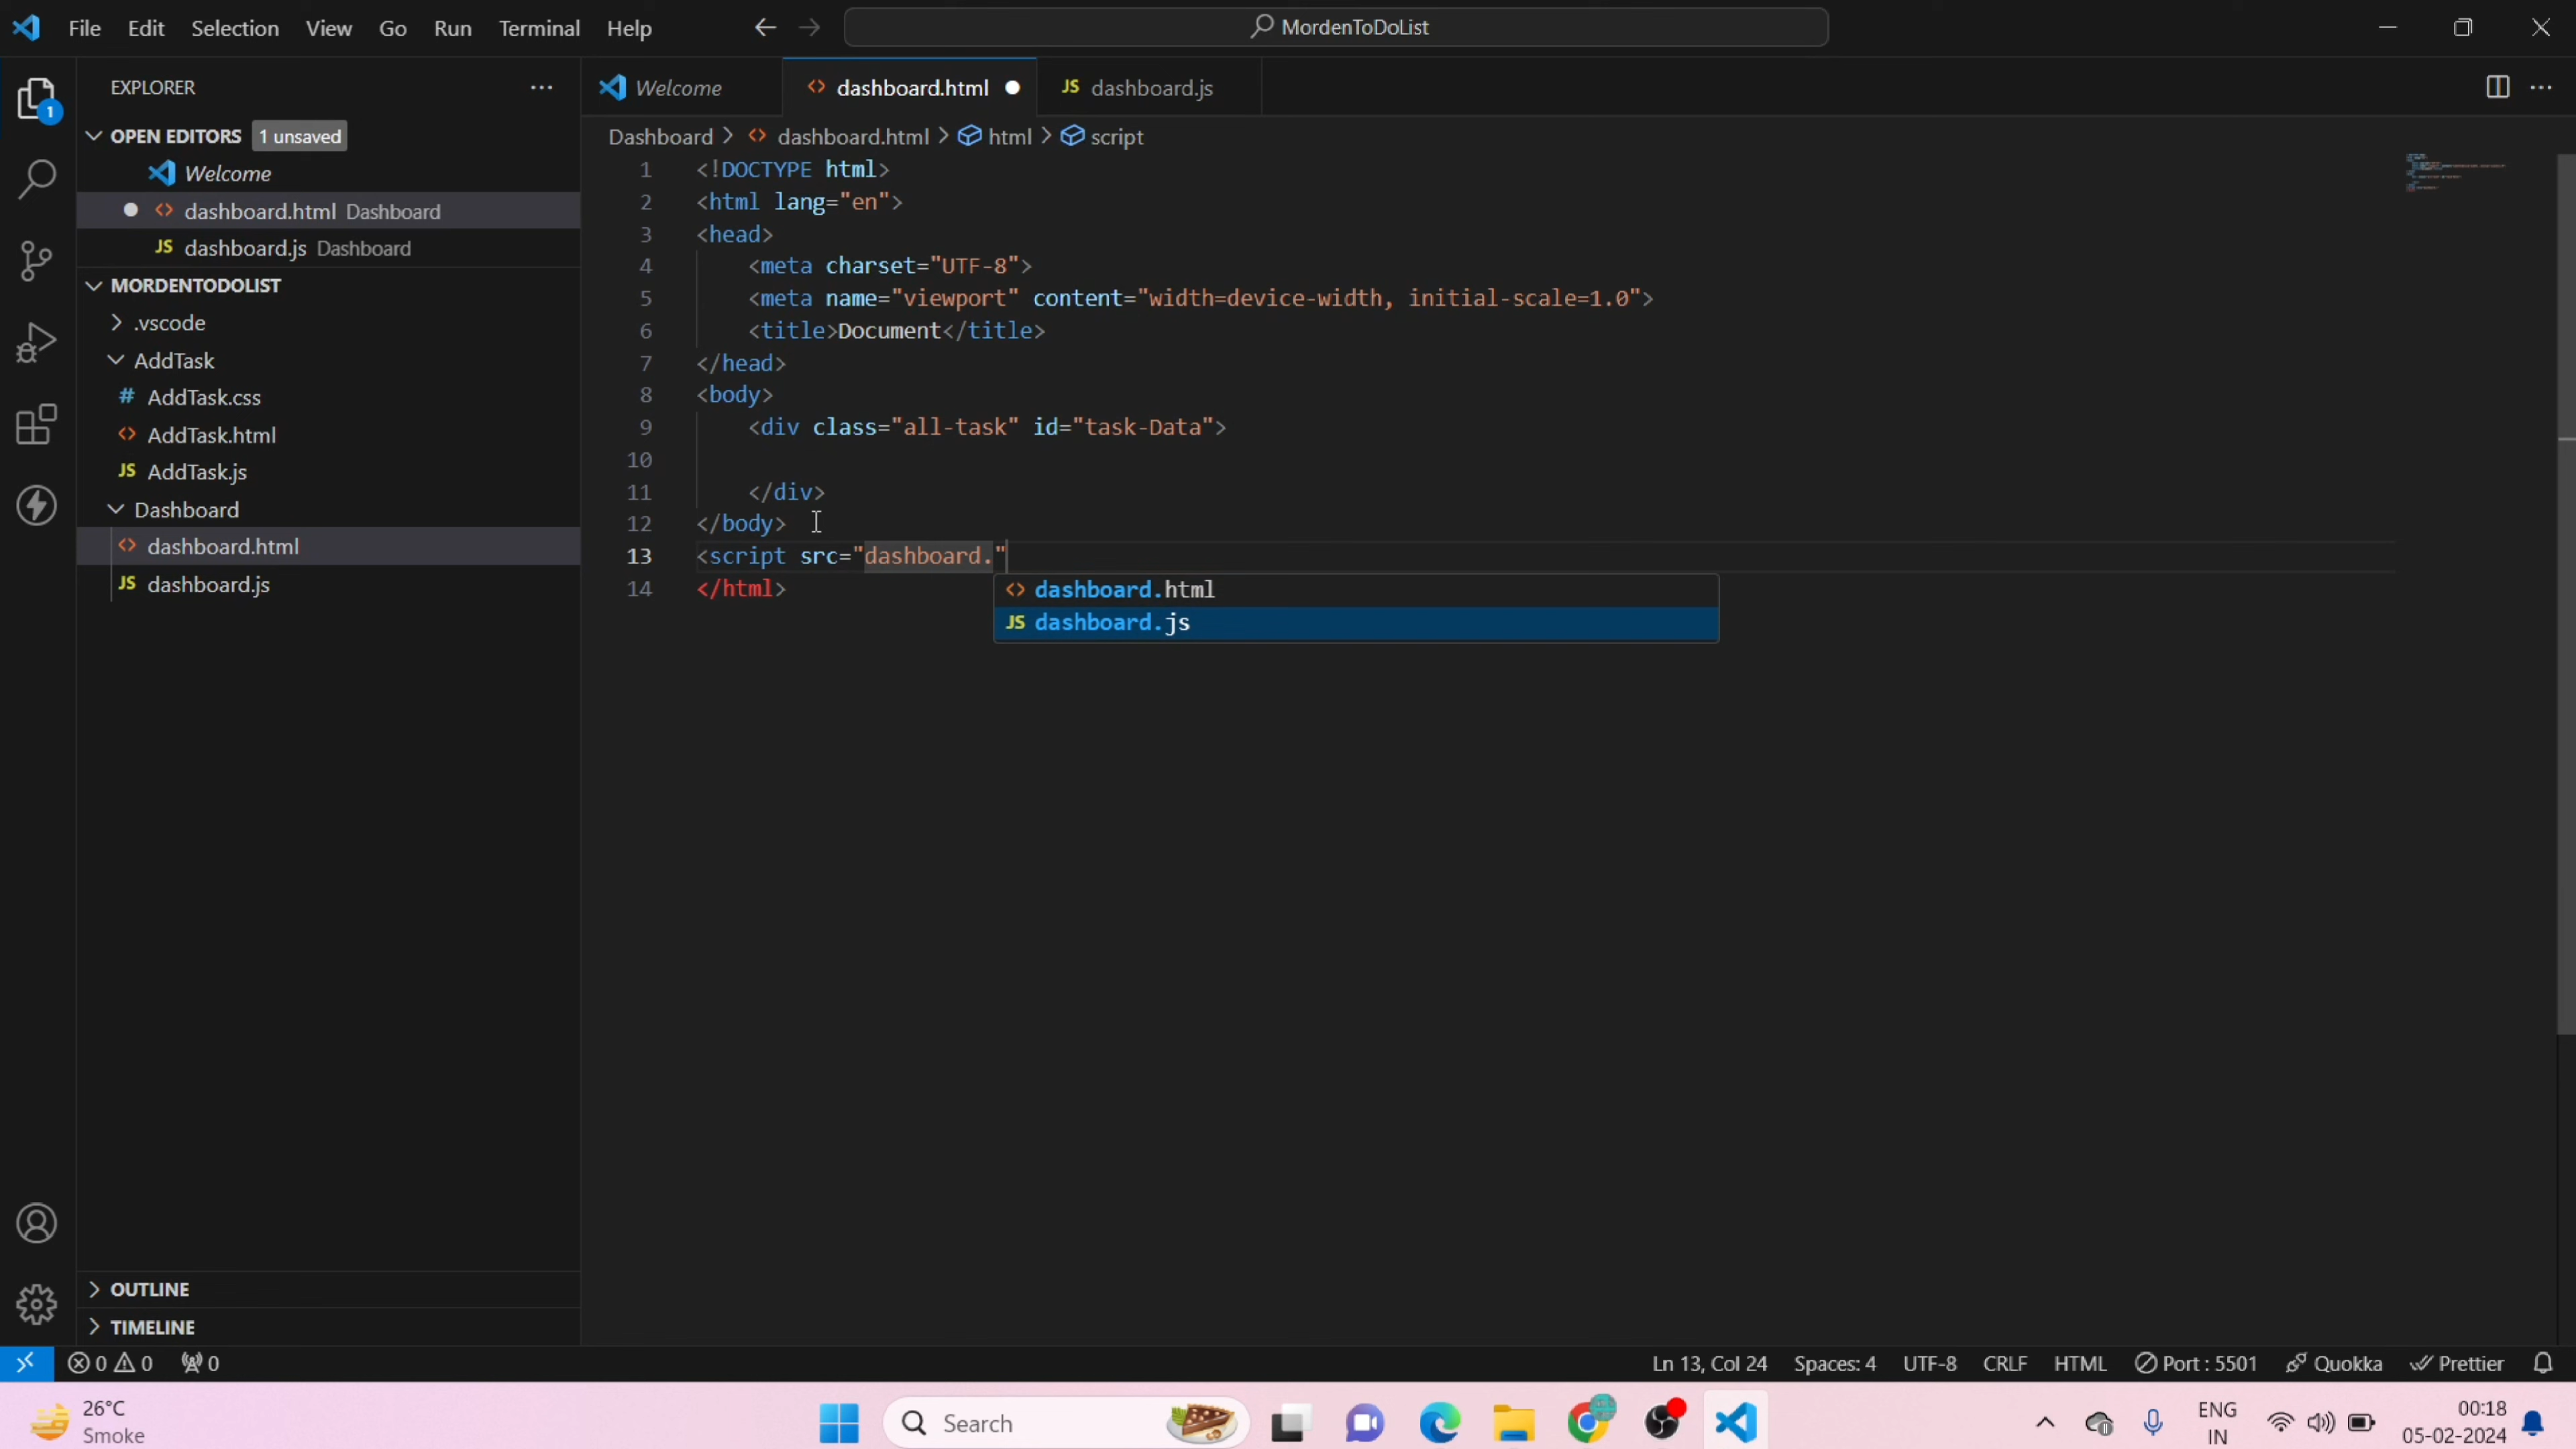 File Edit Selection View Go Run Terminal Help
MordenToDoList
EXPLORER
OPEN EDITORS 1 unsaved
Welcome
dashboard.html Dashboard
JS dashboard.js Dashboard
MORDENTODOLIST
.vscode
AddTask
# AddTask.css
<> AddTask.html
JS AddTask.js
Dashboard
<> dashboard.html
JS dashboard.js
OUTLINE
TIMELINE
Welcome
<> dashboard.html
JS dashboard.js
Dashboard > <> dashboard.html > html > script
1 <!DOCTYPE html>
2 <html lang="en">
3 <head>
4 <meta charset="UTF-8">
5 <meta name="viewport" content="width=device-width, initial-scale=1.0">
6 <title>Document</title>
7 </head>
8 <body>
9 <div class="all-task" id="task-Data">
10
11 </div>
12 </body>
13 <script src="dashboard."
14 </html>
<> dashboard.html
JS dashboard.js
1
0 0 0
Ln 13, Col 24 Spaces: 4 UTF-8 CRLF HTML Port : 5501 Quokka Prettier
26°C
Smoke
Search
ENG
IN
00:18
05-02-2024